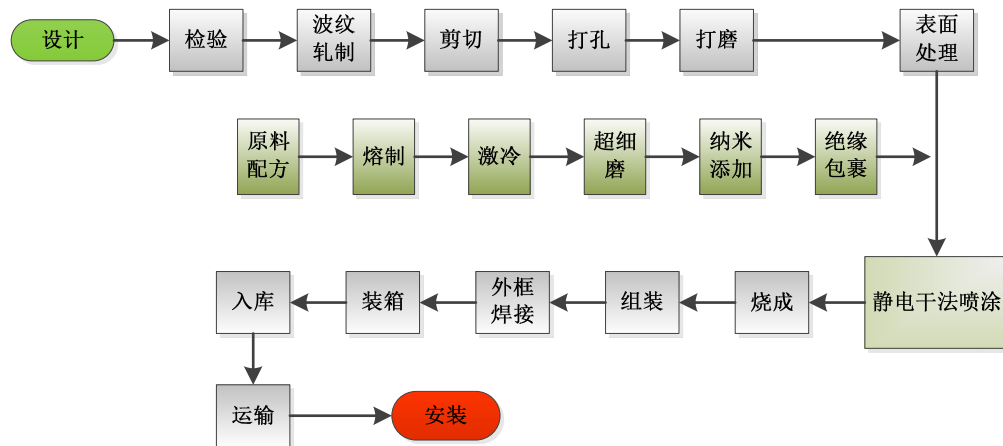 设计
检验
波纹
轧制
剪切
打孔
打磨
表面
处理
原料
配方
熔制
激冷
超细
磨
纳米
添加
绝缘
包裹
静电干法喷涂
烧成
组装
外框
焊接
装箱
入库
运输
安装